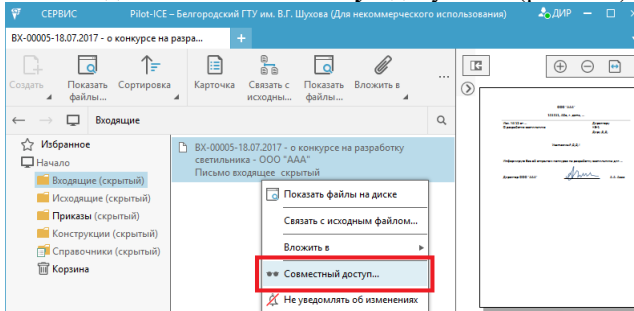 СЕРВИС Pilot-ICE – Белгородский ГТУ им. В.Г. Шухова (Для некоммерческого использования) ДИР
ВХ-00005-18.07.2017 - о конкурсе на разра...
Создать Показать файлы... Сортировка Карточка Связать с исходны... Показать файлы... Вложить в ...
Входящие
Избранное
Начало
Входящие (скрытый)
Исходящие (скрытый)
Приказы (скрытый)
Конструкции (скрытый)
Справочники (скрытый)
Корзина
ВХ-00005-18.07.2017 - о конкурсе на разработку
светильника - ООО "ААА"
Письмо входящее скрытый
Показать файлы на диске
Связать с исходным файлом...
Вложить в
Совместный доступ...
Не уведомлять об изменениях
ООО "ААА"